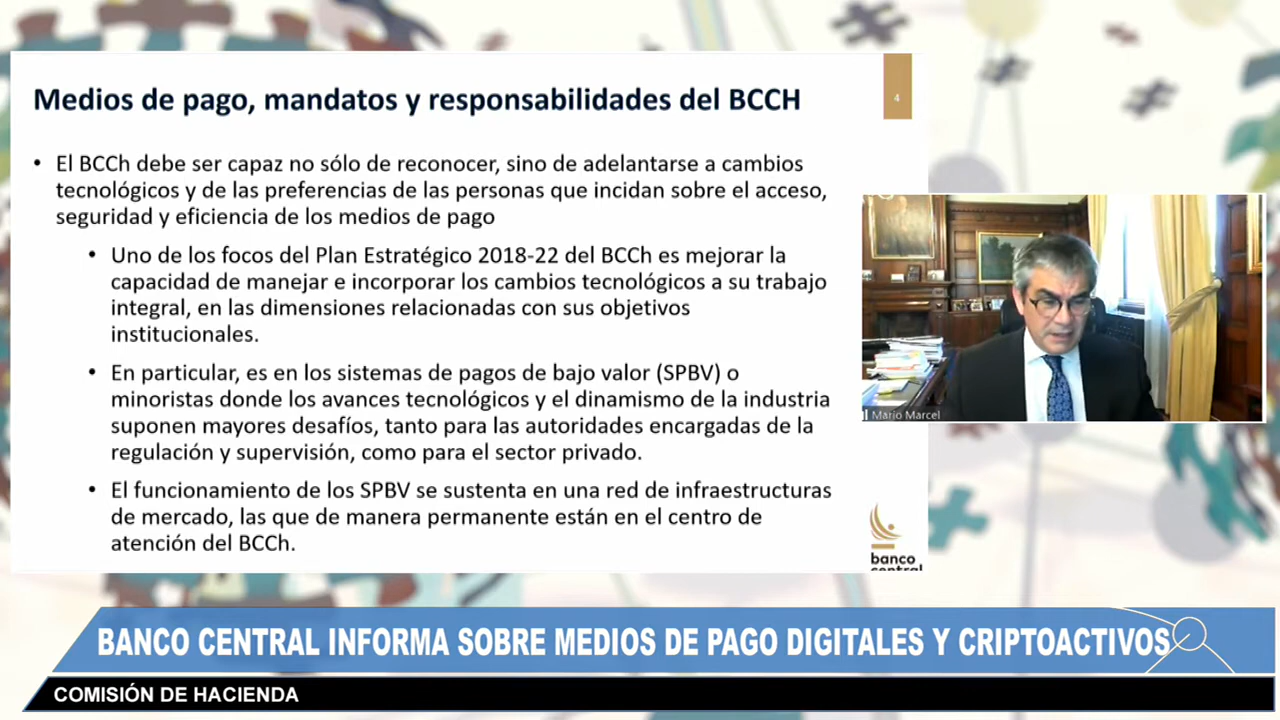 Medios de pago, mandatos y responsabilidades del BCCH
4
• El BCCh debe ser capaz no sólo de reconocer, sino de adelantarse a cambios
tecnológicos y de las preferencias de las personas que incidan sobre el acceso,
seguridad y eficiencia de los medios de pago
• Uno de los focos del Plan Estratégico 2018-22 del BCCh es mejorar la
capacidad de manejar e incorporar los cambios tecnológicos a su trabajo
integral, en las dimensiones relacionadas con sus objetivos
institucionales.
• En particular, es en los sistemas de pagos de bajo valor (SPBV) o
minoristas donde los avances tecnológicos y el dinamismo de la industria
suponen mayores desafíos, tanto para las autoridades encargadas de la
regulación y supervisión, como para el sector privado.
• El funcionamiento de los SPBV se sustenta en una red de infraestructuras
de mercado, las que de manera permanente están en el centro de
atención del BCCh.
Mario Marcel
banco
central
BANCO CENTRAL INFORMA SOBRE MEDIOS DE PAGO DIGITALES Y CRIPTOACTIVOS
COMISIÓN DE HACIENDA